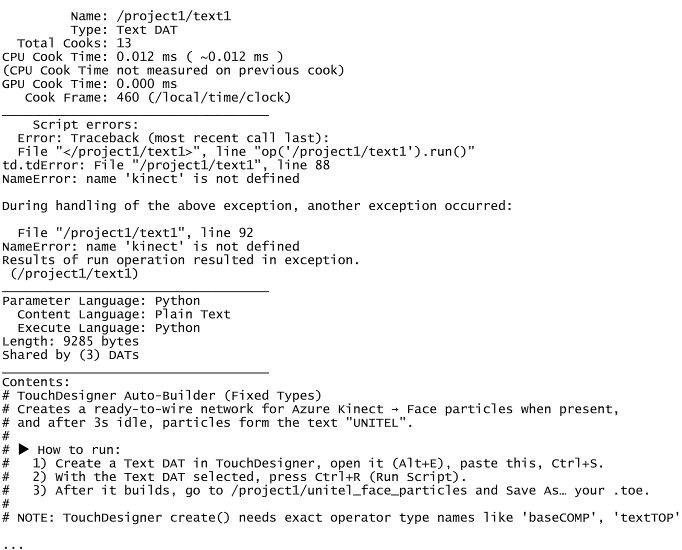 Name: /project1/text1
Type: Text DAT
Total Cooks: 13
CPU Cook Time: 0.012 ms ( ~0.012 ms )
(CPU Cook Time not measured on previous cook)
GPU Cook Time: 0.000 ms
Cook Frame: 460 (/local/time/clock)
Script errors:
Error: Traceback (most recent call last):
File "</project1/text1>", line "op('/project1/text1').run()"
td.tdError: File "/project1/text1", line 88
NameError: name 'kinect' is not defined
During handling of the above exception, another exception occurred:
File "/project1/text1", line 92
NameError: name 'kinect' is not defined
Results of run operation resulted in exception.
(/project1/text1)
Parameter Language: Python
Content Language: Plain Text
Execute Language: Python
Length: 9285 bytes
Shared by (3) DATs
Contents:
# TouchDesigner Auto-Builder (Fixed Types)
# Creates a ready-to-wire network for Azure Kinect → Face particles when present,
# and after 3s idle, particles form the text "UNITEL".
#
# ▶ How to run:
#   1) Create a Text DAT in TouchDesigner, open it (Alt+E), paste this, Ctrl+S.
#   2) With the Text DAT selected, press Ctrl+R (Run Script).
#   3) After it builds, go to /project1/unitel_face_particles and Save As… your .toe.
#
# NOTE: TouchDesigner create() needs exact operator type names like 'baseCOMP', 'textTOP'
...